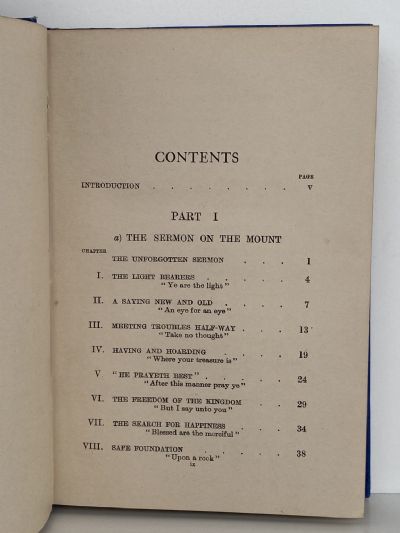 CONTENTS
PAGE
INTRODUCTION . . . . . . . . V
PART I
a) THE SERMON ON THE MOUNT
CHAPTER
THE UNFORGOTTEN SERMON . . . 1
I. THE LIGHT BEARERS . . . . . 4
"Ye are the light"
II. A SAYING NEW AND OLD . . . . 7
"An eye for an eye"
III. MEETING TROUBLES HALF-WAY . . . 13
"Take no thought"
IV. HAVING AND HOARDING . . . . 19
"Where your treasure is"
V "HE PRAYETH BEST" . . . . . 24
"After this manner pray ye"
VI. THE FREEDOM OF THE KINGDOM . . 29
"But I say unto you"
VII. THE SEARCH FOR HAPPINESS . . . 34
"Blessed are the merciful"
VIII. SAFE FOUNDATION . . . . . 38
"Upon a rock"
ix